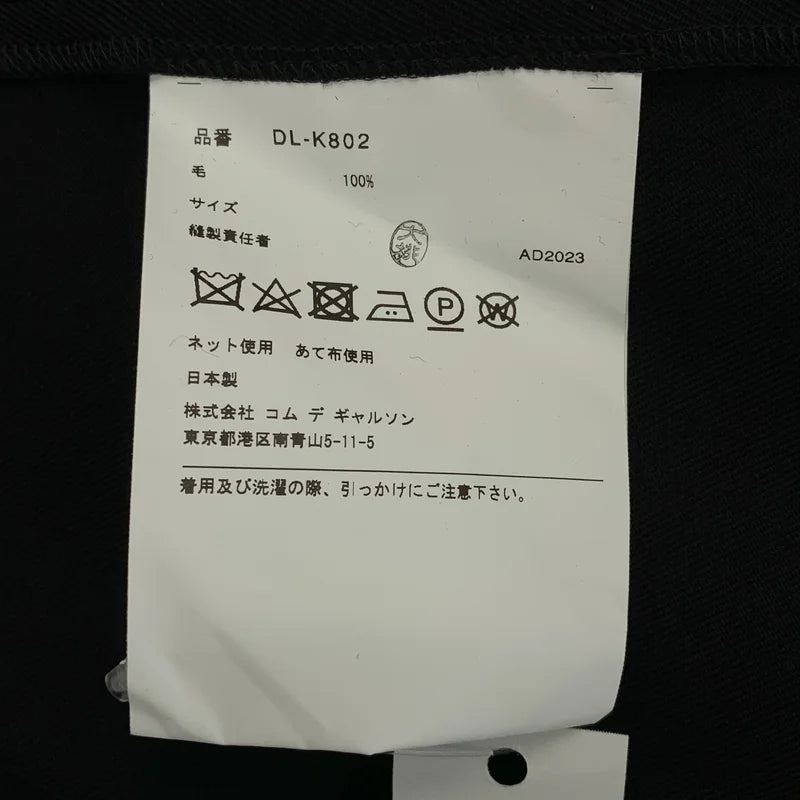 品番 DL-K802
毛 100%
サイズ
縫製責任者
AD2023
P W
ネット使用 あて布使用
日本製
株式会社 コム デ ギャルソン
東京都港区南青山5-11-5
着用及び洗濯の際、引っかけにご注意下さい。